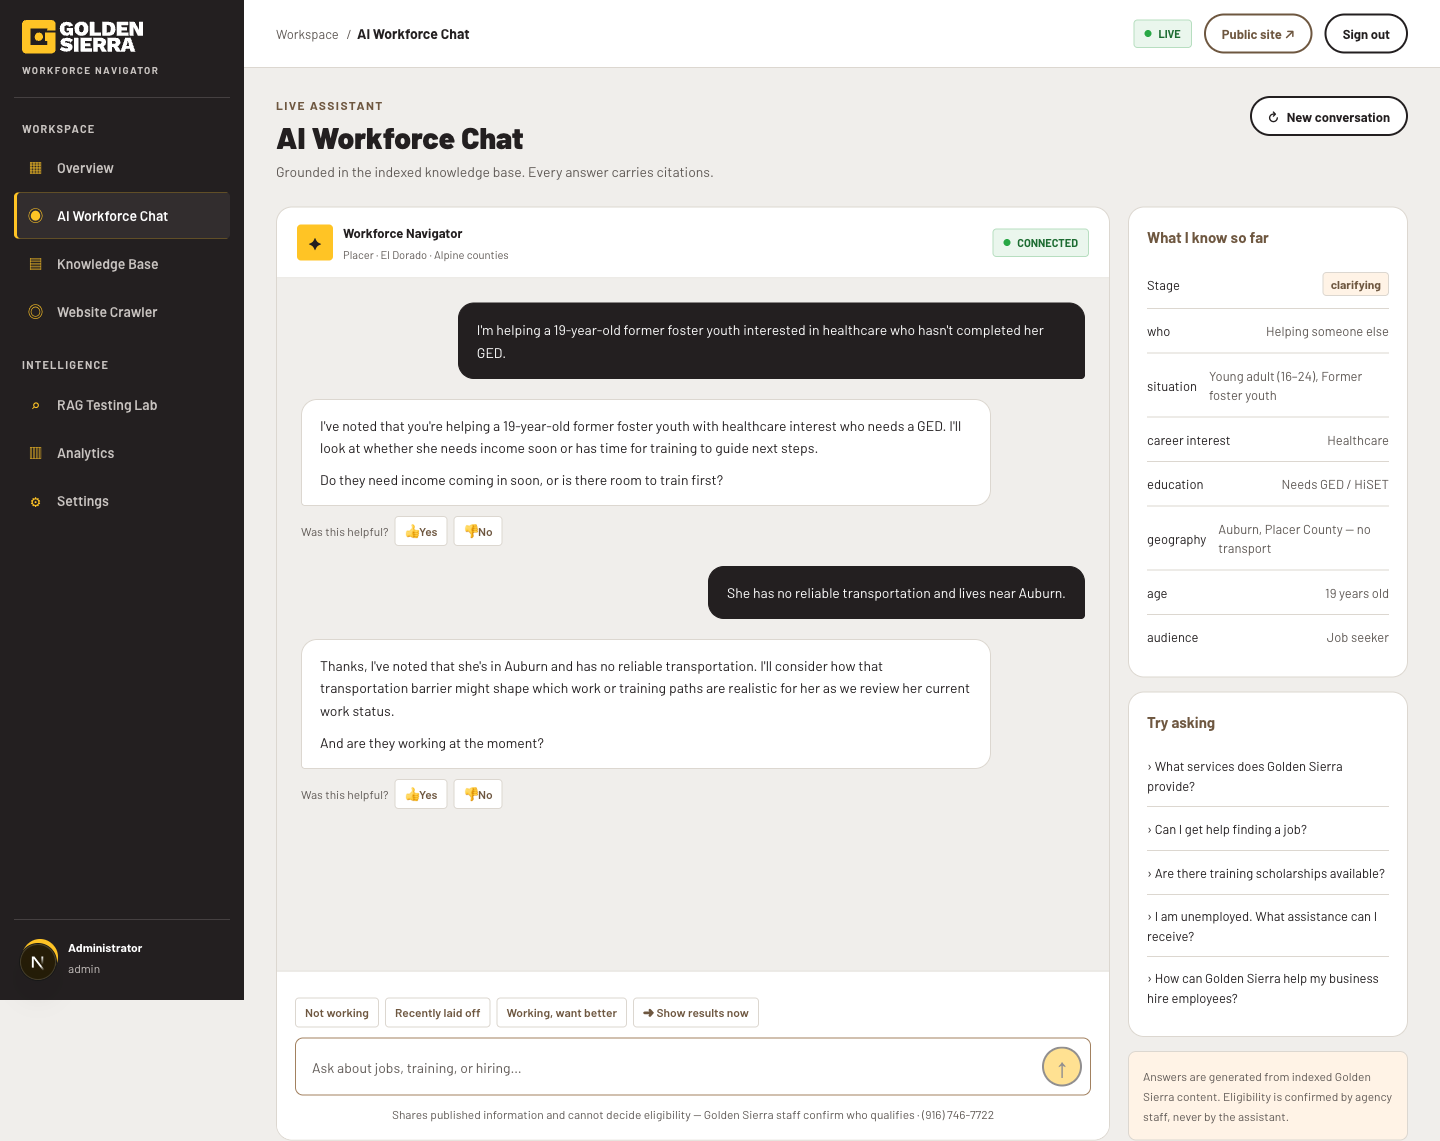 GOLDEN
SIERRA
WORKFORCE NAVIGATOR
WORKSPACE
Overview
AI Workforce Chat
Knowledge Base
Website Crawler
INTELLIGENCE
RAG Testing Lab
Analytics
Settings
N
Administrator
admin
Workspace / AI Workforce Chat
LIVE
Public site ↗
Sign out
LIVE ASSISTANT
AI Workforce Chat
Grounded in the indexed knowledge base. Every answer carries citations.
↻ New conversation
Workforce Navigator
Placer · El Dorado · Alpine counties
CONNECTED
I'm helping a 19-year-old former foster youth interested in healthcare who hasn't completed her
GED.
I've noted that you're helping a 19-year-old former foster youth with healthcare interest who needs a GED. I'll
look at whether she needs income soon or has time for training to guide next steps.
Do they need income coming in soon, or is there room to train first?
Was this helpful? 👍Yes 👎No
She has no reliable transportation and lives near Auburn.
Thanks, I've noted that she's in Auburn and has no reliable transportation. I'll consider how that
transportation barrier might shape which work or training paths are realistic for her as we review her current
work status.
And are they working at the moment?
Was this helpful? 👍Yes 👎No
Not working
Recently laid off
Working, want better
➜ Show results now
Ask about jobs, training, or hiring...
↑
Shares published information and cannot decide eligibility — Golden Sierra staff confirm who qualifies · (916) 746-7722
What I know so far
Stage clarifying
who Helping someone else
situation Young adult (16–24), Former
foster youth
career interest Healthcare
education Needs GED / HiSET
geography Auburn, Placer County — no
transport
age 19 years old
audience Job seeker
Try asking
› What services does Golden Sierra
provide?
› Can I get help finding a job?
› Are there training scholarships available?
› I am unemployed. What assistance can I
receive?
› How can Golden Sierra help my business
hire employees?
Answers are generated from indexed Golden
Sierra content. Eligibility is confirmed by agency
staff, never by the assistant.